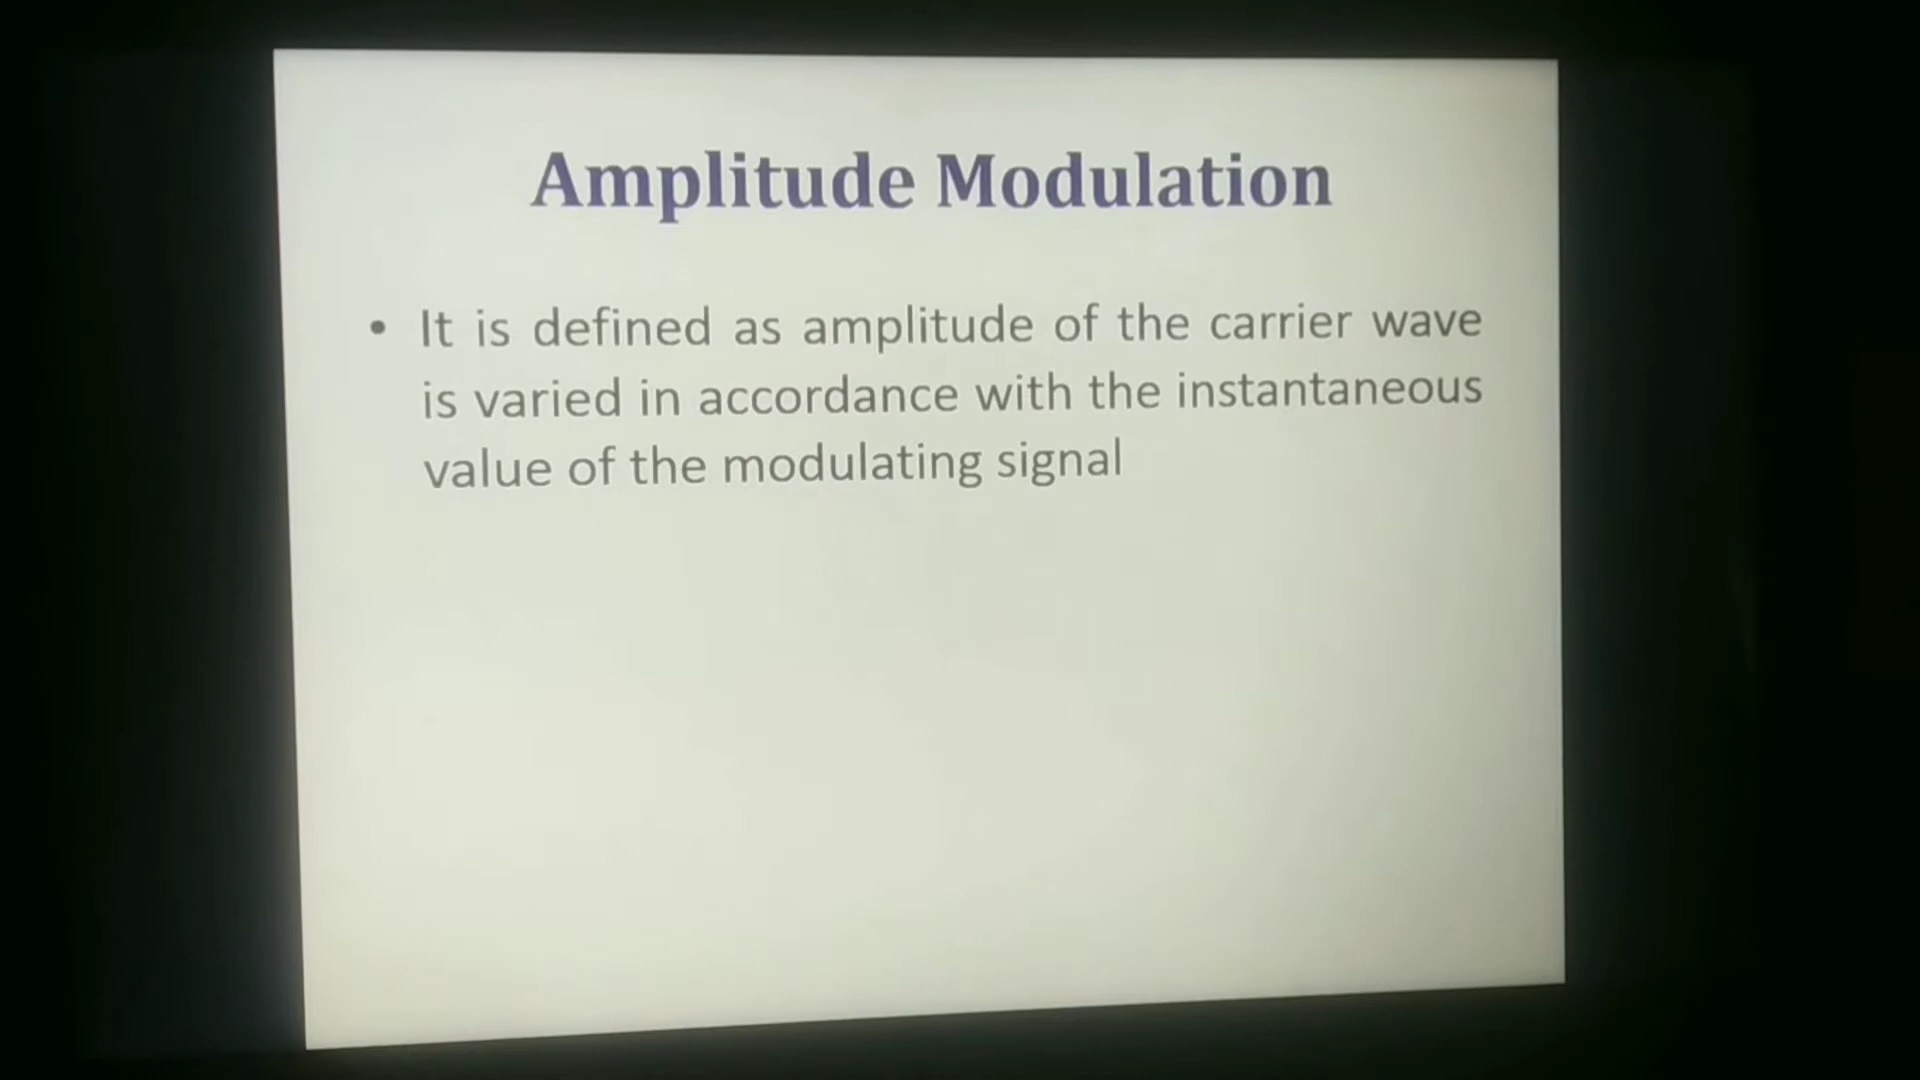 Amplitude Modulation
• It is defined as amplitude of the carrier wave
is varied in accordance with the instantaneous
value of the modulating signal